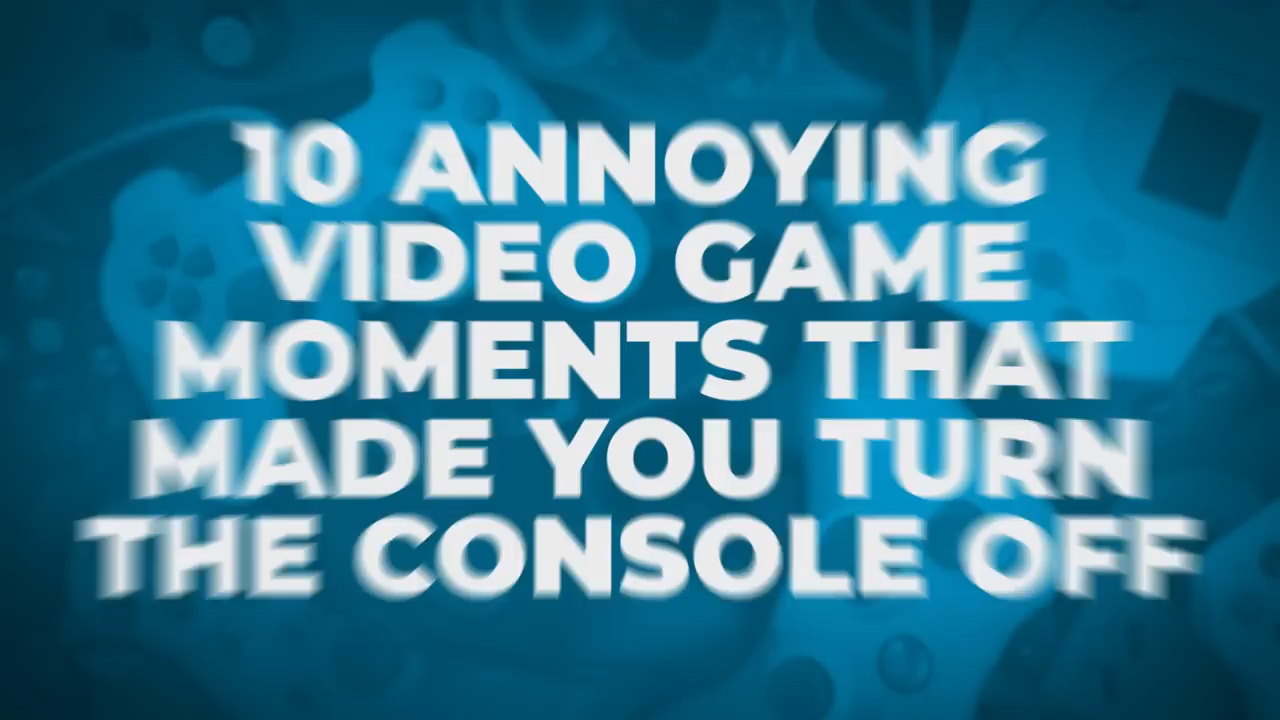 10 ANNOYING
VIDEO GAME
MOMENTS THAT
MADE YOU TURN
THE CONSOLE OFF